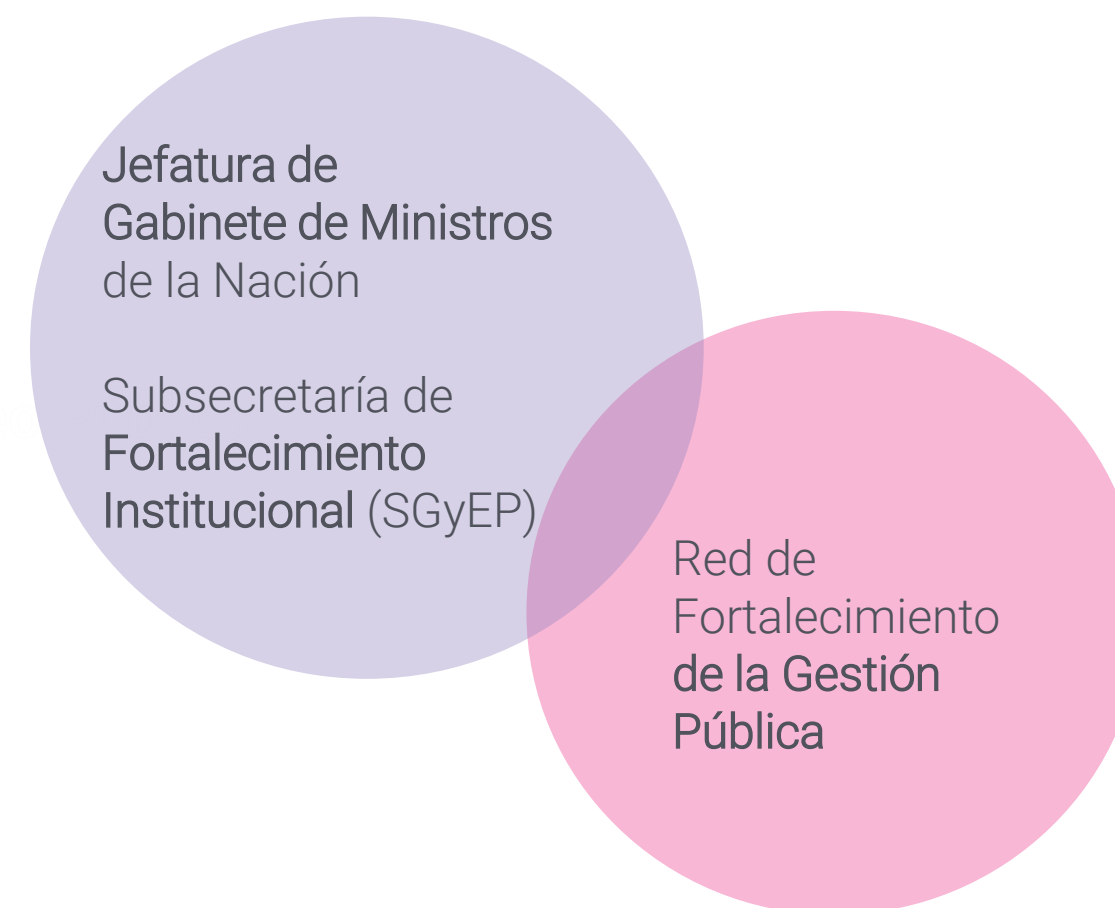 Jefatura de
Gabinete de Ministros
de la Nación
Subsecretaría de
Fortalecimiento
Institucional (SGyEP)
Red de
Fortalecimiento
de la Gestión
Pública